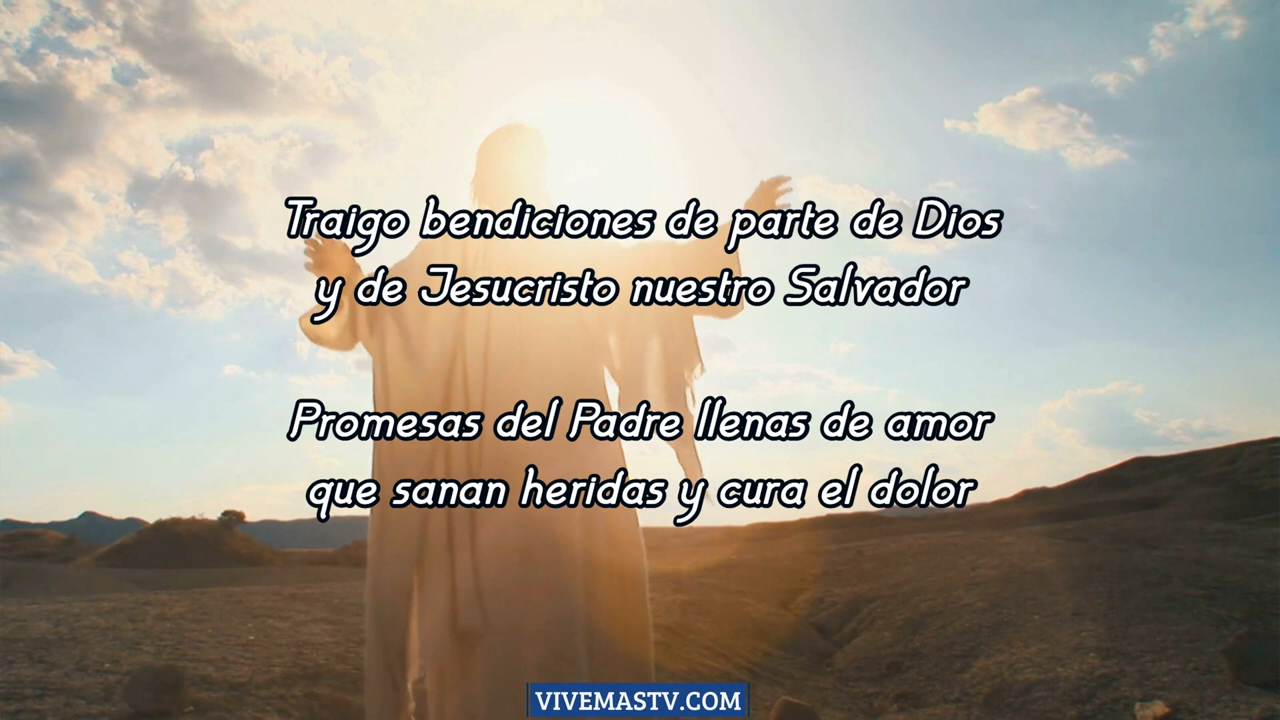 Traigo bendiciones de parte de Dios
y de Jesucristo nuestro Salvador
Promesas del Padre llenas de amor
que sanan heridas y cura el dolor
VIVEMASTV.COM